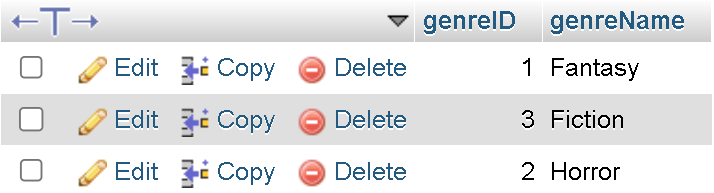 genreID genreName
Edit Copy Delete 1 Fantasy
Edit Copy Delete 3 Fiction
Edit Copy Delete 2 Horror